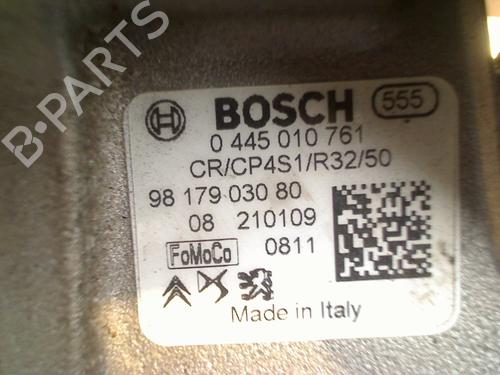 B-PARTS
BOSCH 555
0 445 010 761
CR/CP4S1/R32/50
98 179 030 80
08 210109
FoMoCo 0811
Made in Italy